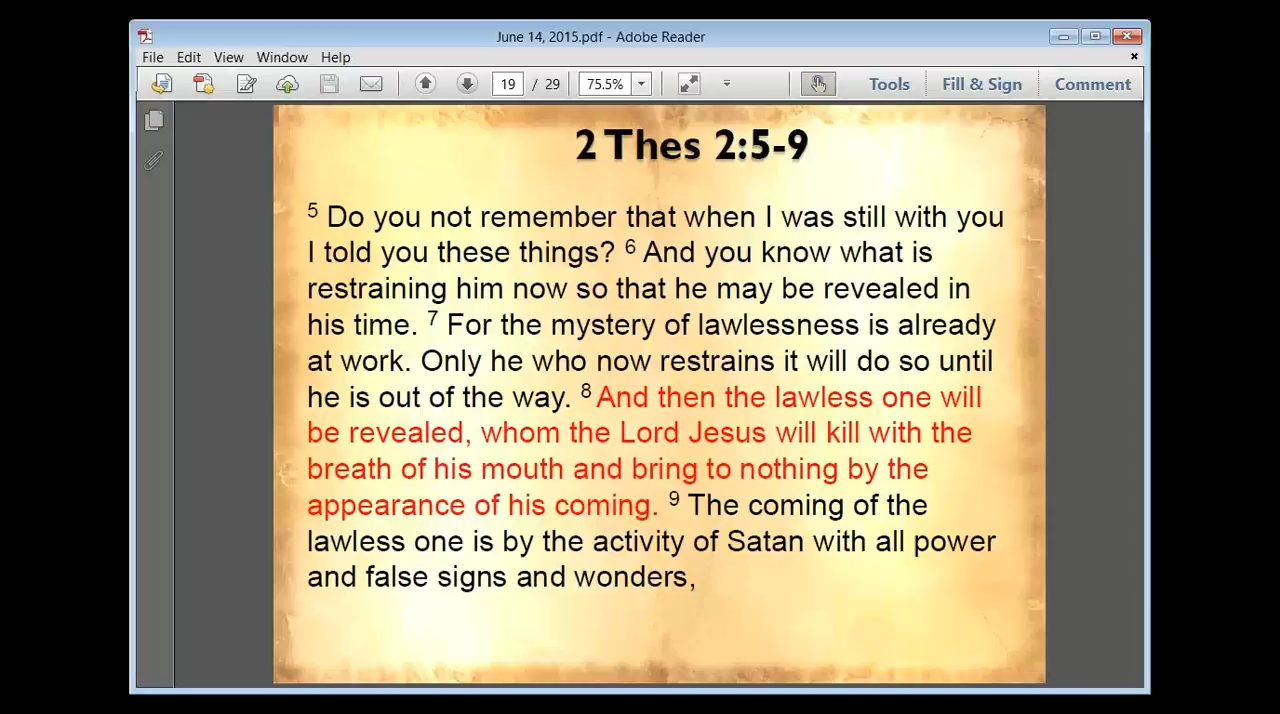 June 14, 2015.pdf - Adobe Reader
File Edit View Window Help
19 / 29 75.5% Tools Fill & Sign Comment
2 Thes 2:5-9
5 Do you not remember that when I was still with you
I told you these things? 6 And you know what is
restraining him now so that he may be revealed in
his time. 7 For the mystery of lawlessness is already
at work. Only he who now restrains it will do so until
he is out of the way. 8 And then the lawless one will
be revealed, whom the Lord Jesus will kill with the
breath of his mouth and bring to nothing by the
appearance of his coming. 9 The coming of the
lawless one is by the activity of Satan with all power
and false signs and wonders,